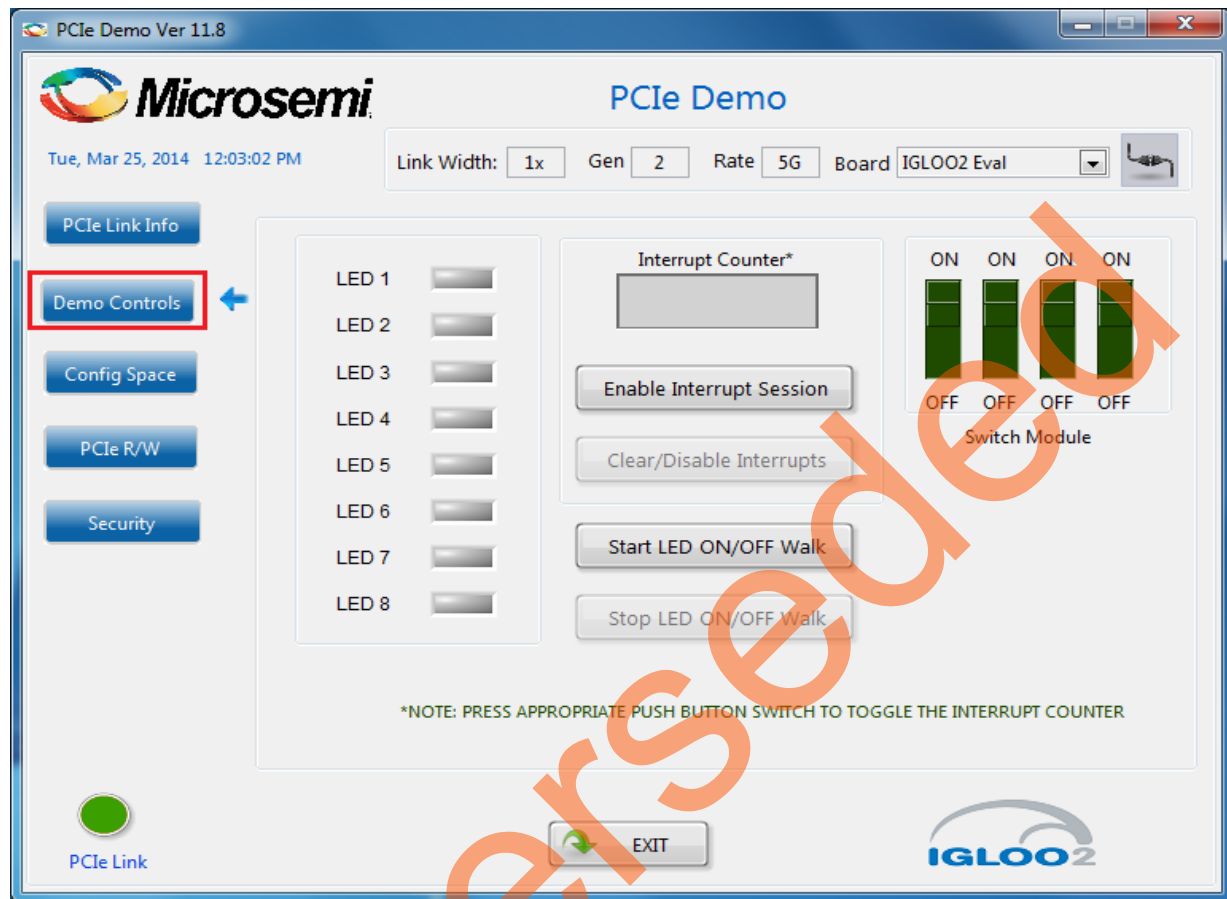 PCIe Demo Ver 11.8
Microsemi
PCIe Demo
Tue, Mar 25, 2014 12:03:02 PM
Link Width: 1x Gen 2 Rate 5G Board IGLOO2 Eval
PCIe Link Info
Demo Controls
Config Space
PCIe R/W
Security
LED 1
LED 2
LED 3
LED 4
LED 5
LED 6
LED 7
LED 8
Interrupt Counter*
Enable Interrupt Session
Clear/Disable Interrupts
Start LED ON/OFF Walk
Stop LED ON/OFF Walk
ON ON ON ON
OFF OFF OFF OFF
Switch Module
*NOTE: PRESS APPROPRIATE PUSH BUTTON SWITCH TO TOGGLE THE INTERRUPT COUNTER
PCIe Link
EXIT
IGLOO2
erseded